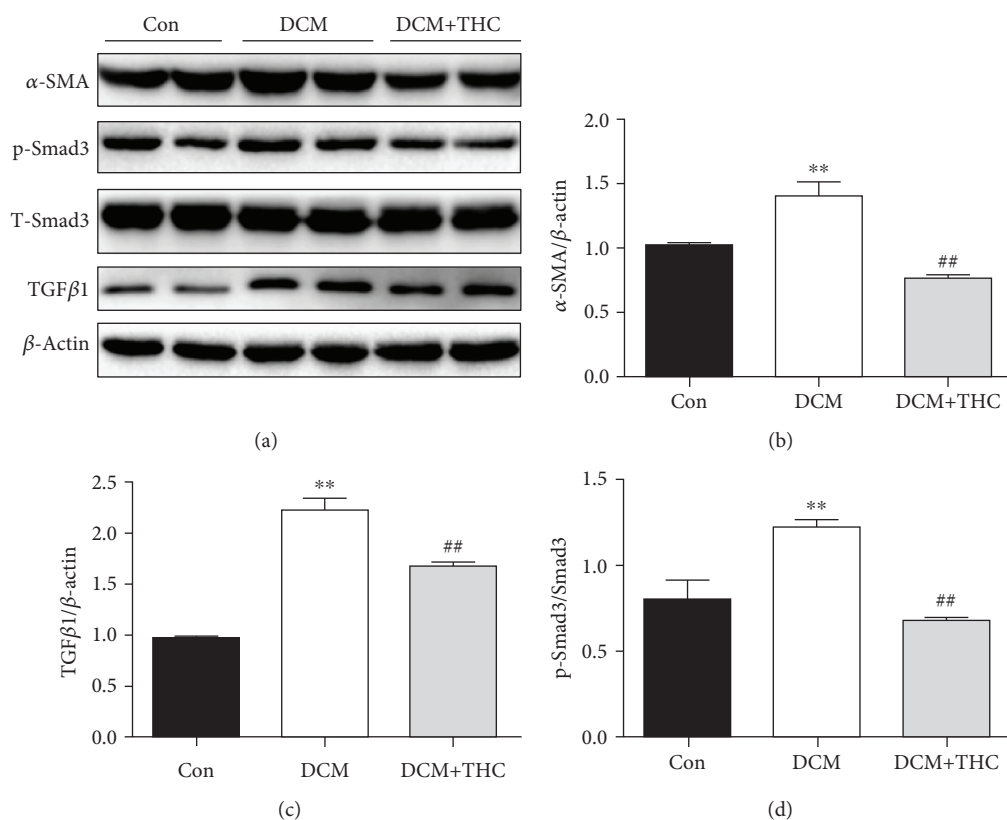 Con DCM DCM+THC
α-SMA
p-Smad3
T-Smad3
TGFβ1
β-Actin
(a)
α-SMA/β-actin
2.0
1.5
1.0
0.5
0.0
**
##
Con DCM DCM+THC
(b)
TGFβ1/β-actin
2.5
2.0
1.5
1.0
0.5
0.0
**
##
Con DCM DCM+THC
(c)
p-Smad3/Smad3
1.5
1.0
0.5
0.0
**
##
Con DCM DCM+THC
(d)